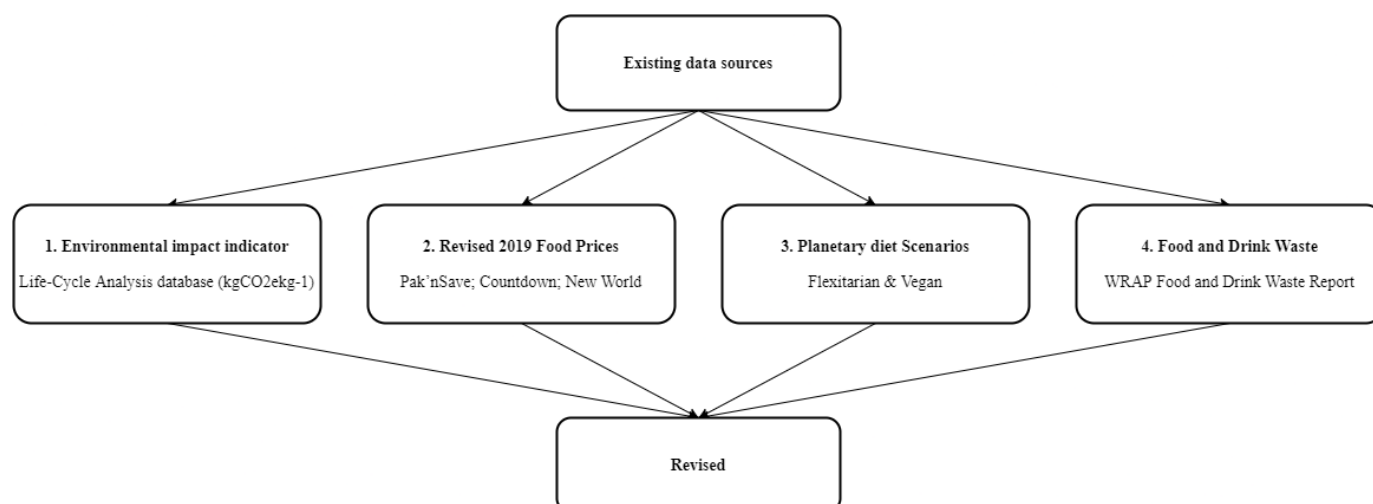 Existing data sources
1. Environmental impact indicator
Life-Cycle Analysis database (kgCO2ekg-1)
2. Revised 2019 Food Prices
Pak’nSave; Countdown; New World
3. Planetary diet Scenarios
Flexitarian & Vegan
4. Food and Drink Waste
WRAP Food and Drink Waste Report
Revised